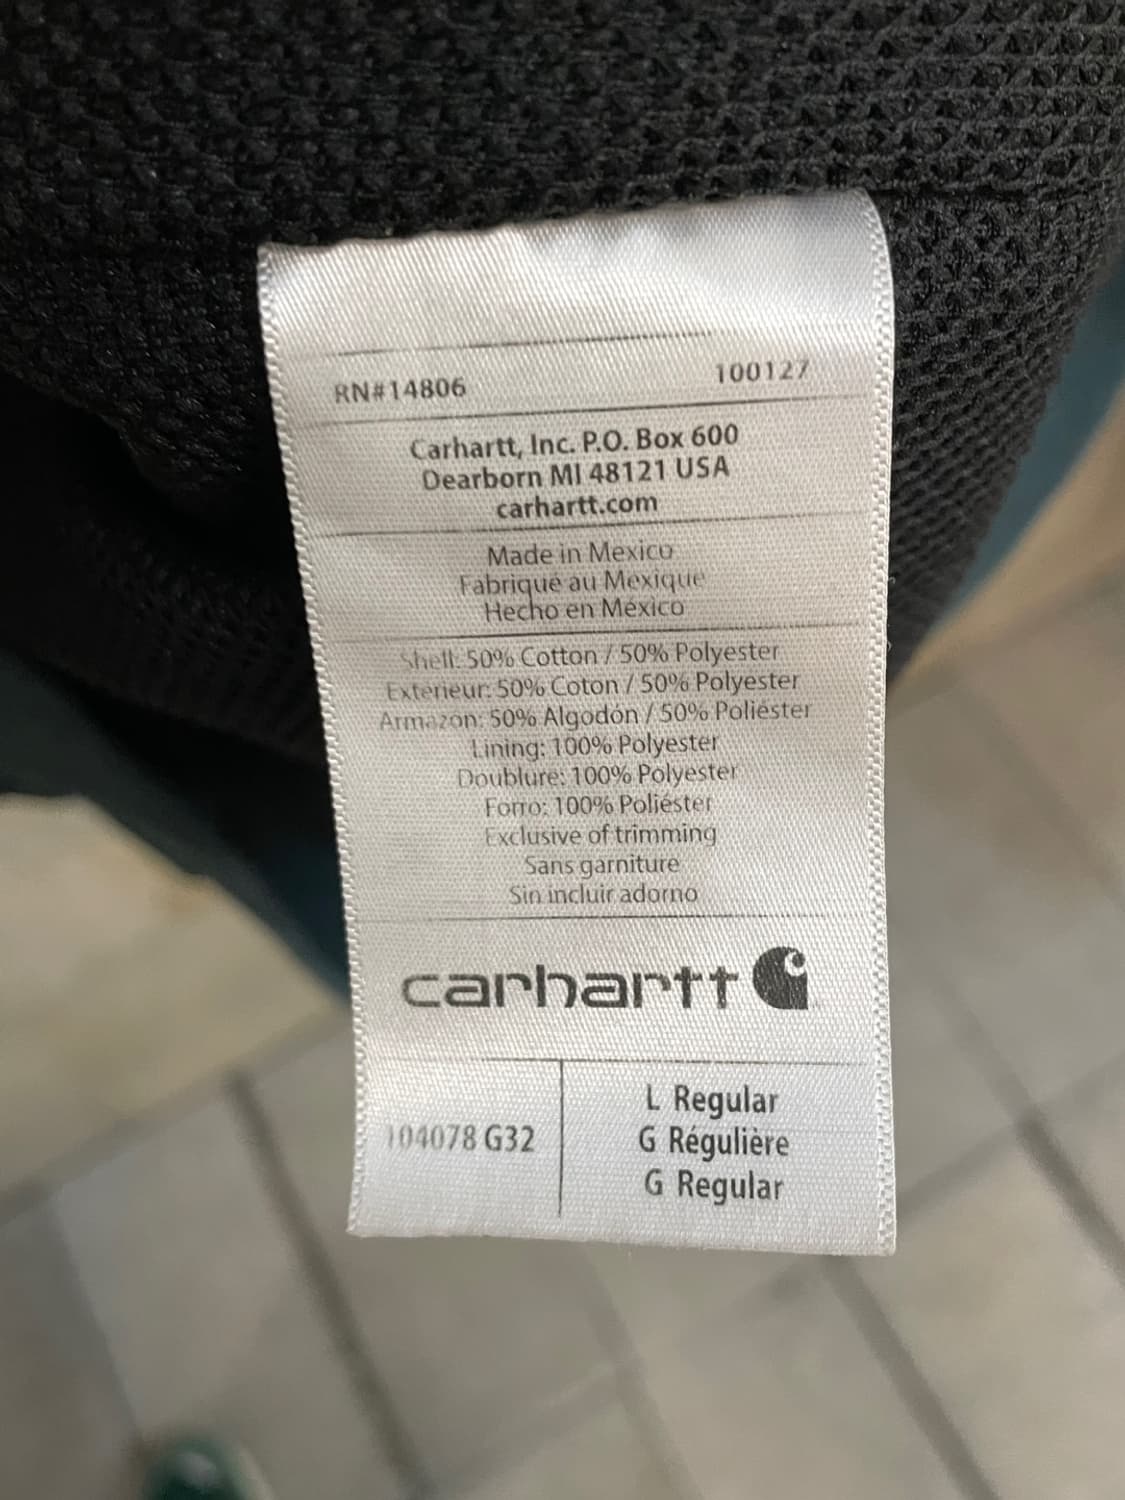 RN#14806 100127
Carhartt, Inc. P.O. Box 600
Dearborn MI 48121 USA
carhartt.com
Made in Mexico
Fabriqué au Mexique
Hecho en México
Shell: 50% Cotton / 50% Polyester
Extérieur: 50% Coton / 50% Polyester
Armazon: 50% Algodón / 50% Poliéster
Lining: 100% Polyester
Doublure: 100% Polyester
Forro: 100% Poliéster
Exclusive of trimming
Sans garniture
Sin incluir adorno
carhartt
104078 G32
L Regular
G Régulière
G Regular